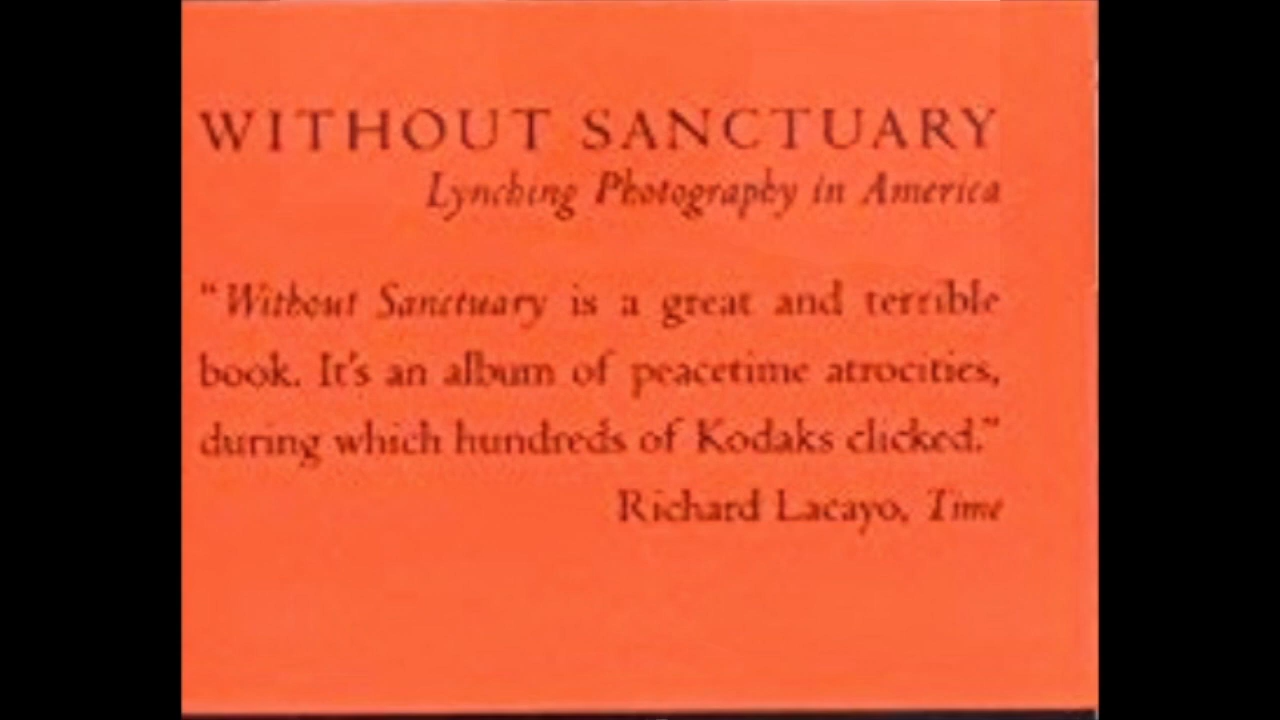 WITHOUT SANCTUARY
Lynching Photography in America
“Without Sanctuary is a great and terrible
book. It's an album of peacetime atrocities,
during which hundreds of Kodaks clicked.”
Richard Lacayo, Time